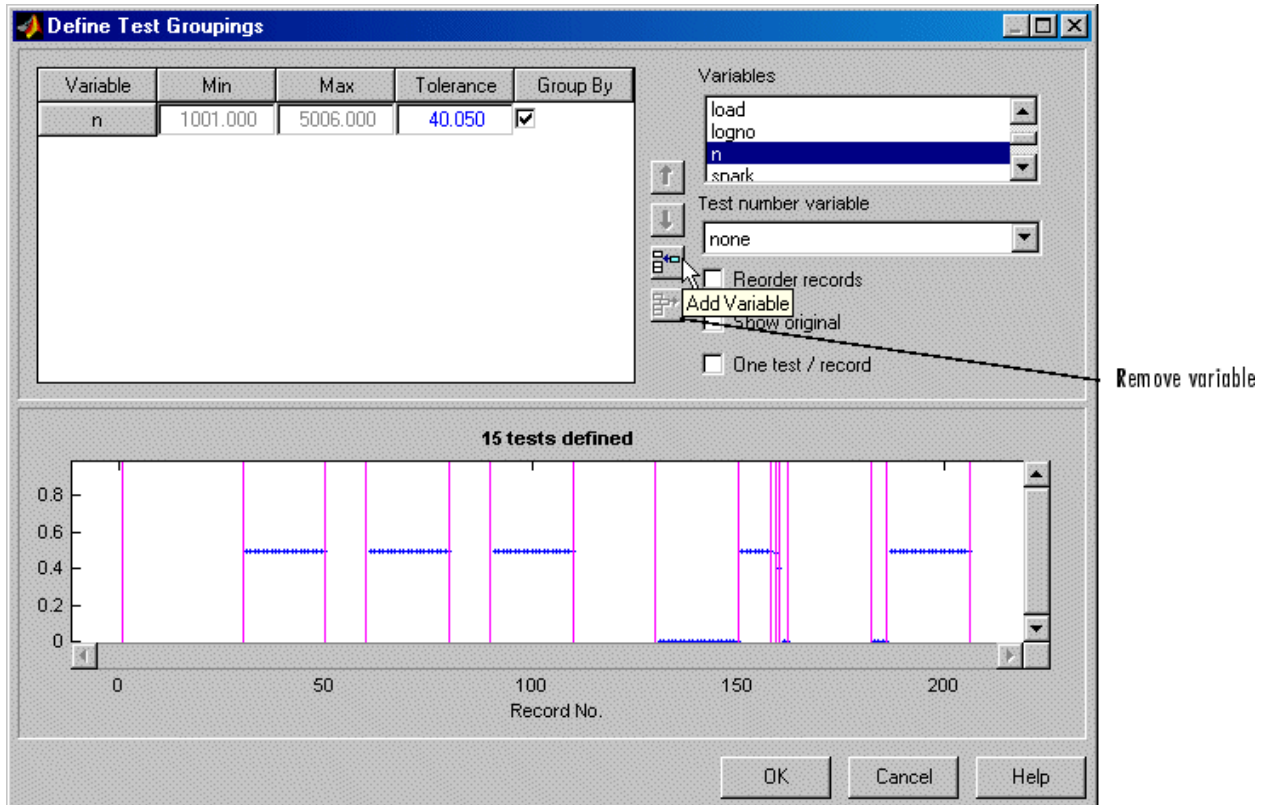 Define Test Groupings
Variable Min Max Tolerance Group By
n 1001.000 5006.000 40.050
Variables
load
logno
n
spark
Test number variable
none
Reorder records
Add Variable
Show original
One test / record
Remove variable
15 tests defined
0.8
0.6
0.4
0.2
0
0 50 100 150 200
Record No.
OK Cancel Help